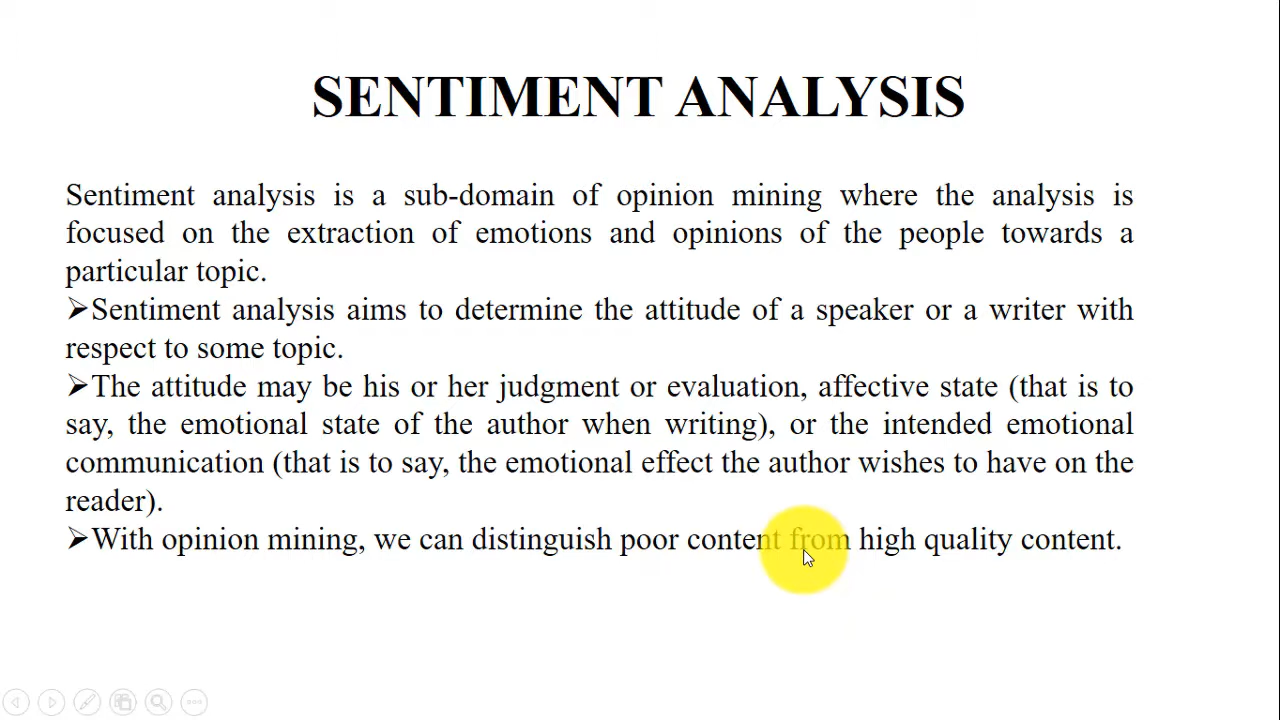 SENTIMENT ANALYSIS
Sentiment analysis is a sub-domain of opinion mining where the analysis is
focused on the extraction of emotions and opinions of the people towards a
particular topic.
➢Sentiment analysis aims to determine the attitude of a speaker or a writer with
respect to some topic.
➢The attitude may be his or her judgment or evaluation, affective state (that is to
say, the emotional state of the author when writing), or the intended emotional
communication (that is to say, the emotional effect the author wishes to have on the
reader).
➢With opinion mining, we can distinguish poor content from high quality content.